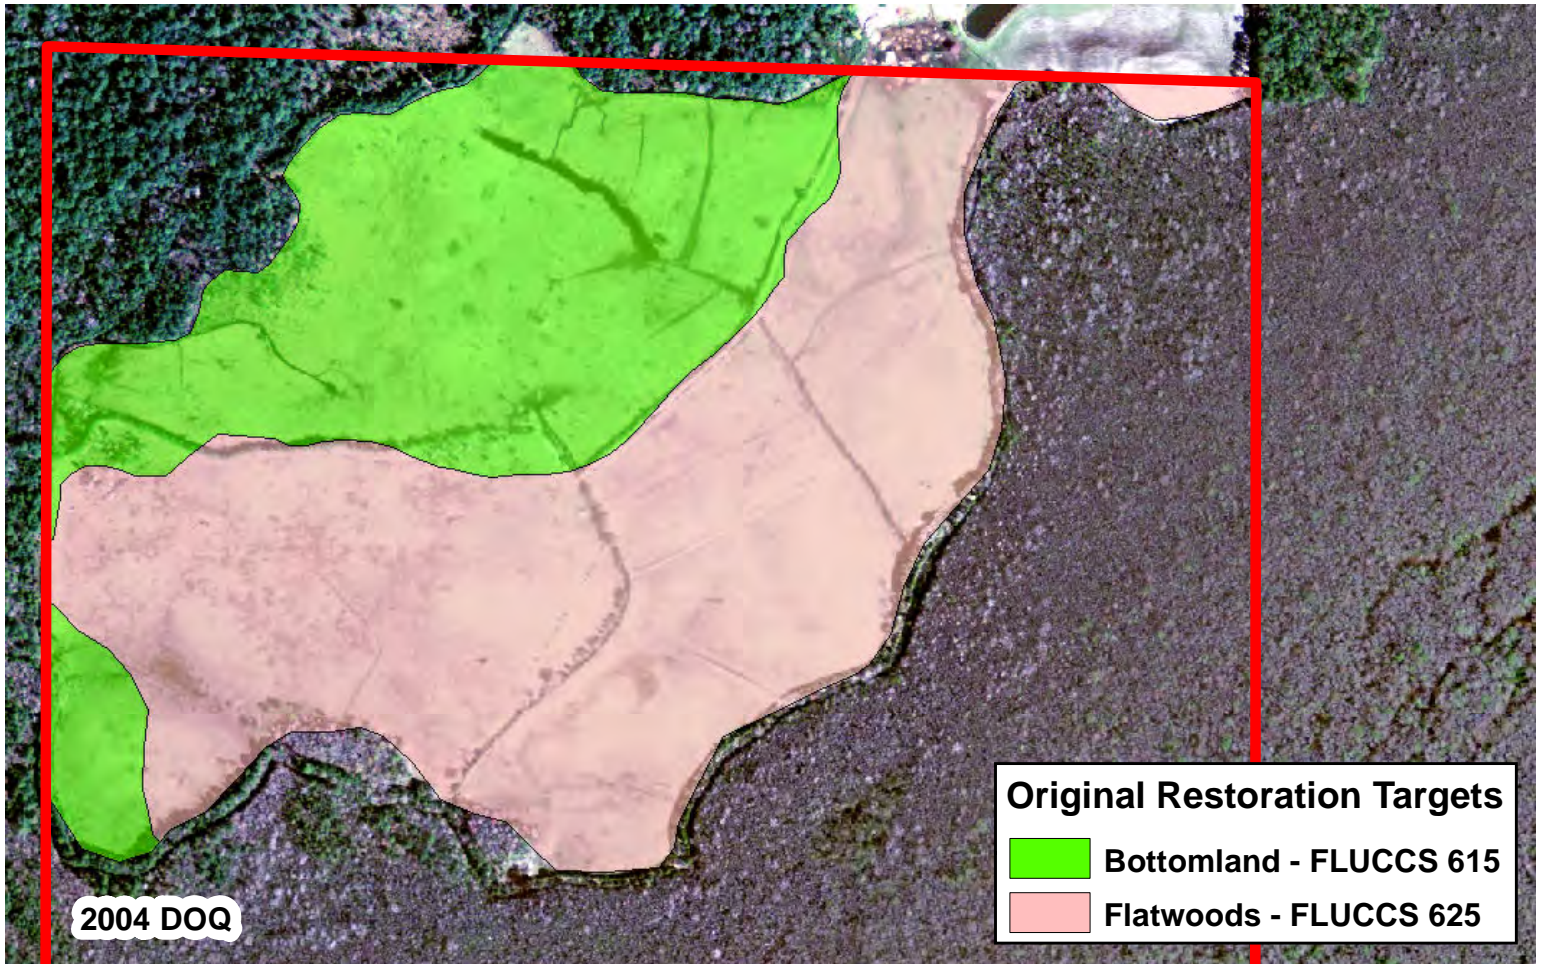 Original Restoration Targets
Bottomland - FLUCCS 615
Flatwoods - FLUCCS 625
2004 DOQ